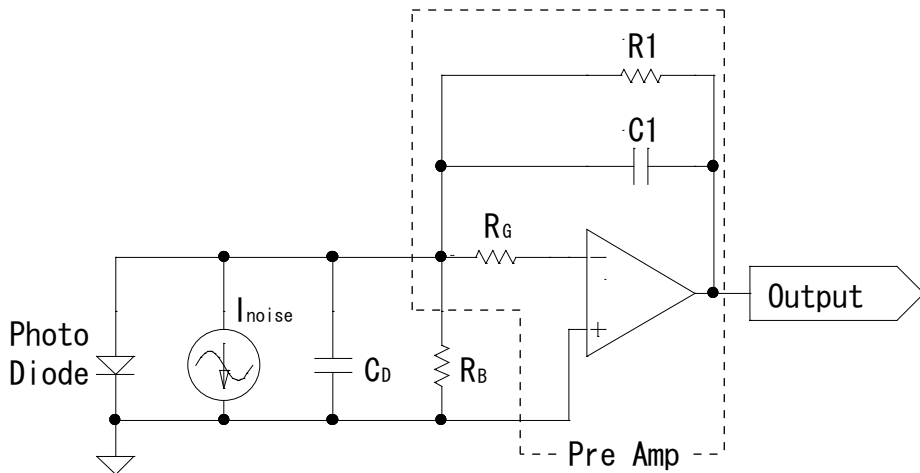 R1
C1
RG
Inoise
Photo
Diode
CD
RB
Output
Pre Amp